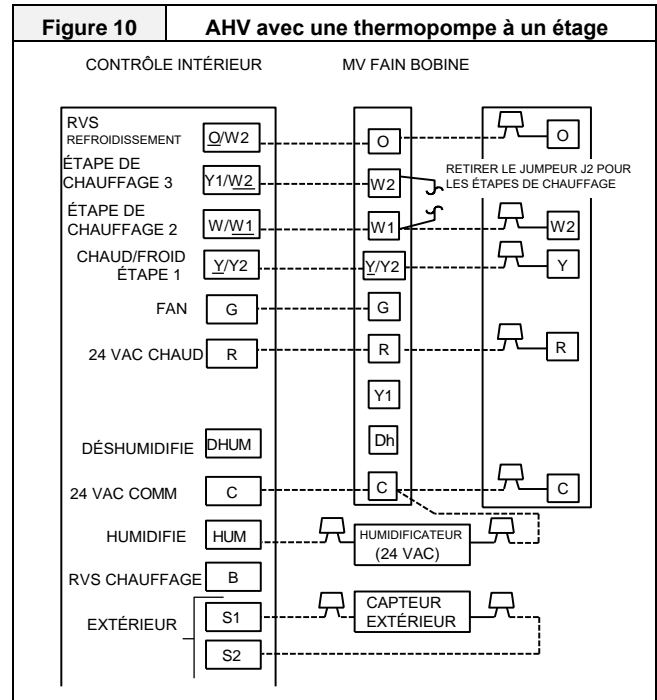 Figure 10 AHV avec une thermopompe à un étage
CONTRÔLE INTÉRIEUR MV FAIN BOBINE
RVS
REFROIDISSEMENT O/W2 O O
ÉTAPE DE
CHAUFFAGE 3 Y1/W2 W2
RETIRER LE JUMPEUR J2 POUR
LES ÉTAPES DE CHAUFFAGE
ÉTAPE DE
CHAUFFAGE 2 W/W1 W1 W2
CHAUD/FROID
ÉTAPE 1 Y/Y2 Y/Y2 Y
FAN G G
24 VAC CHAUD R R R
Y1
DÉSHUMIDIFIE DHUM Dh
24 VAC COMM C C C
HUMIDIFIE HUM HUMIDIFICATEUR
(24 VAC)
RVS CHAUFFAGE B
EXTÉRIEUR S1 CAPTEUR
EXTÉRIEUR
S2